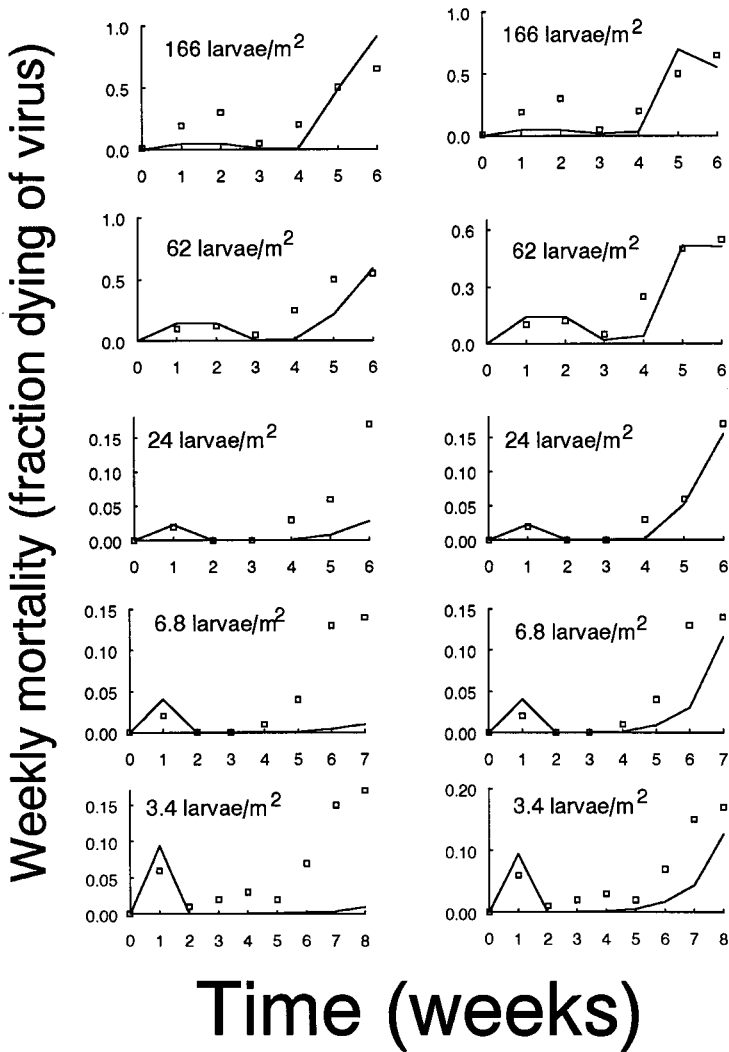 Weekly mortality (fraction dying of virus)
166 larvae/m²
1.0
0.5
0.0
0 1 2 3 4 5 6
166 larvae/m²
1.0
0.5
0.0
0 1 2 3 4 5 6
62 larvae/m²
1.0
0.5
0.0
0 1 2 3 4 5 6
62 larvae/m²
0.6
0.3
0.0
0 1 2 3 4 5 6
24 larvae/m²
0.15
0.10
0.05
0.00
0 1 2 3 4 5 6
24 larvae/m²
0.15
0.10
0.05
0.00
0 1 2 3 4 5 6
6.8 larvae/m²
0.15
0.10
0.05
0.00
0 1 2 3 4 5 6 7
6.8 larvae/m²
0.15
0.10
0.05
0.00
0 1 2 3 4 5 6 7
3.4 larvae/m²
0.15
0.10
0.05
0.00
0 1 2 3 4 5 6 7 8
3.4 larvae/m²
0.20
0.10
0.00
0 1 2 3 4 5 6 7 8
Time (weeks)